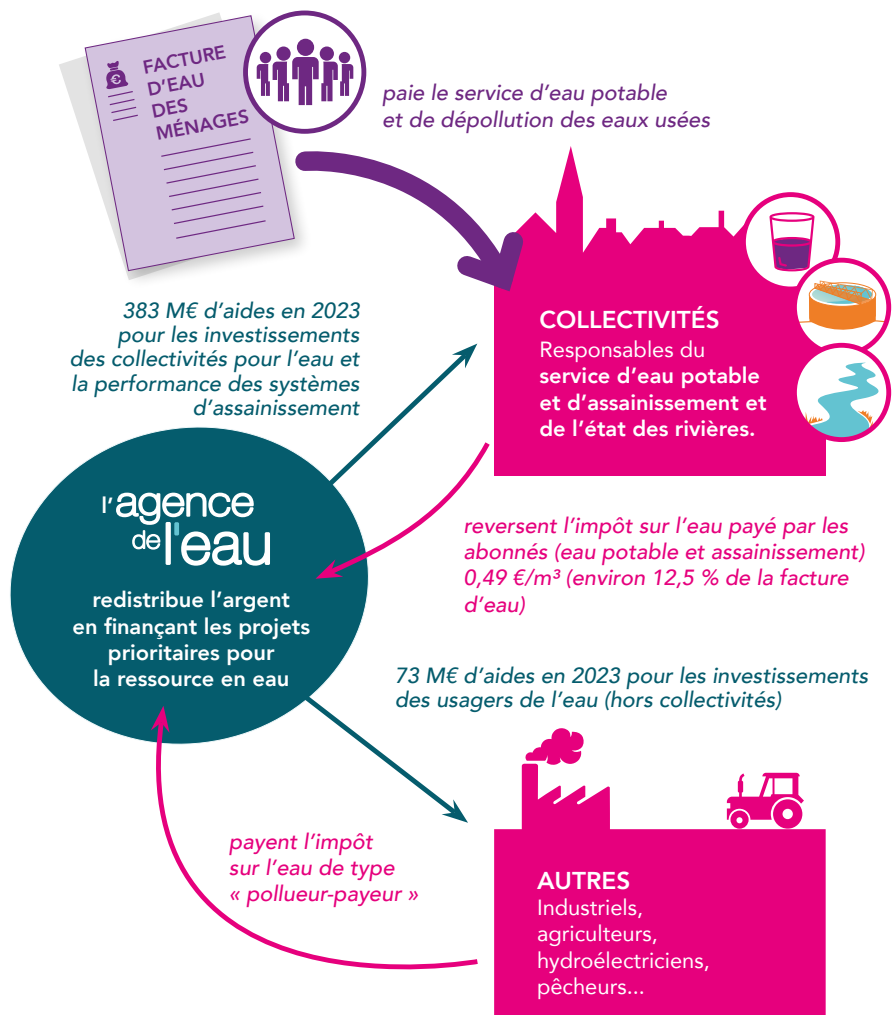 FACTURE
D'EAU
DES
MÉNAGES
€
paie le service d'eau potable
et de dépollution des eaux usées
383 M€ d'aides en 2023
pour les investissements
des collectivités pour l'eau et
la performance des systèmes
d'assainissement
COLLECTIVITÉS
Responsables du
service d'eau potable
et d'assainissement et
de l'état des rivières.
l'agence
de l'eau
redistribue l'argent
en finançant les projets
prioritaires pour
la ressource en eau
reversent l'impôt sur l'eau payé par les
abonnés (eau potable et assainissement)
0,49 €/m³ (environ 12,5 % de la facture
d'eau)
73 M€ d'aides en 2023 pour les investissements
des usagers de l'eau (hors collectivités)
payent l'impôt
sur l'eau de type
« pollueur-payeur »
AUTRES
Industriels,
agriculteurs,
hydroélectriciens,
pêcheurs...